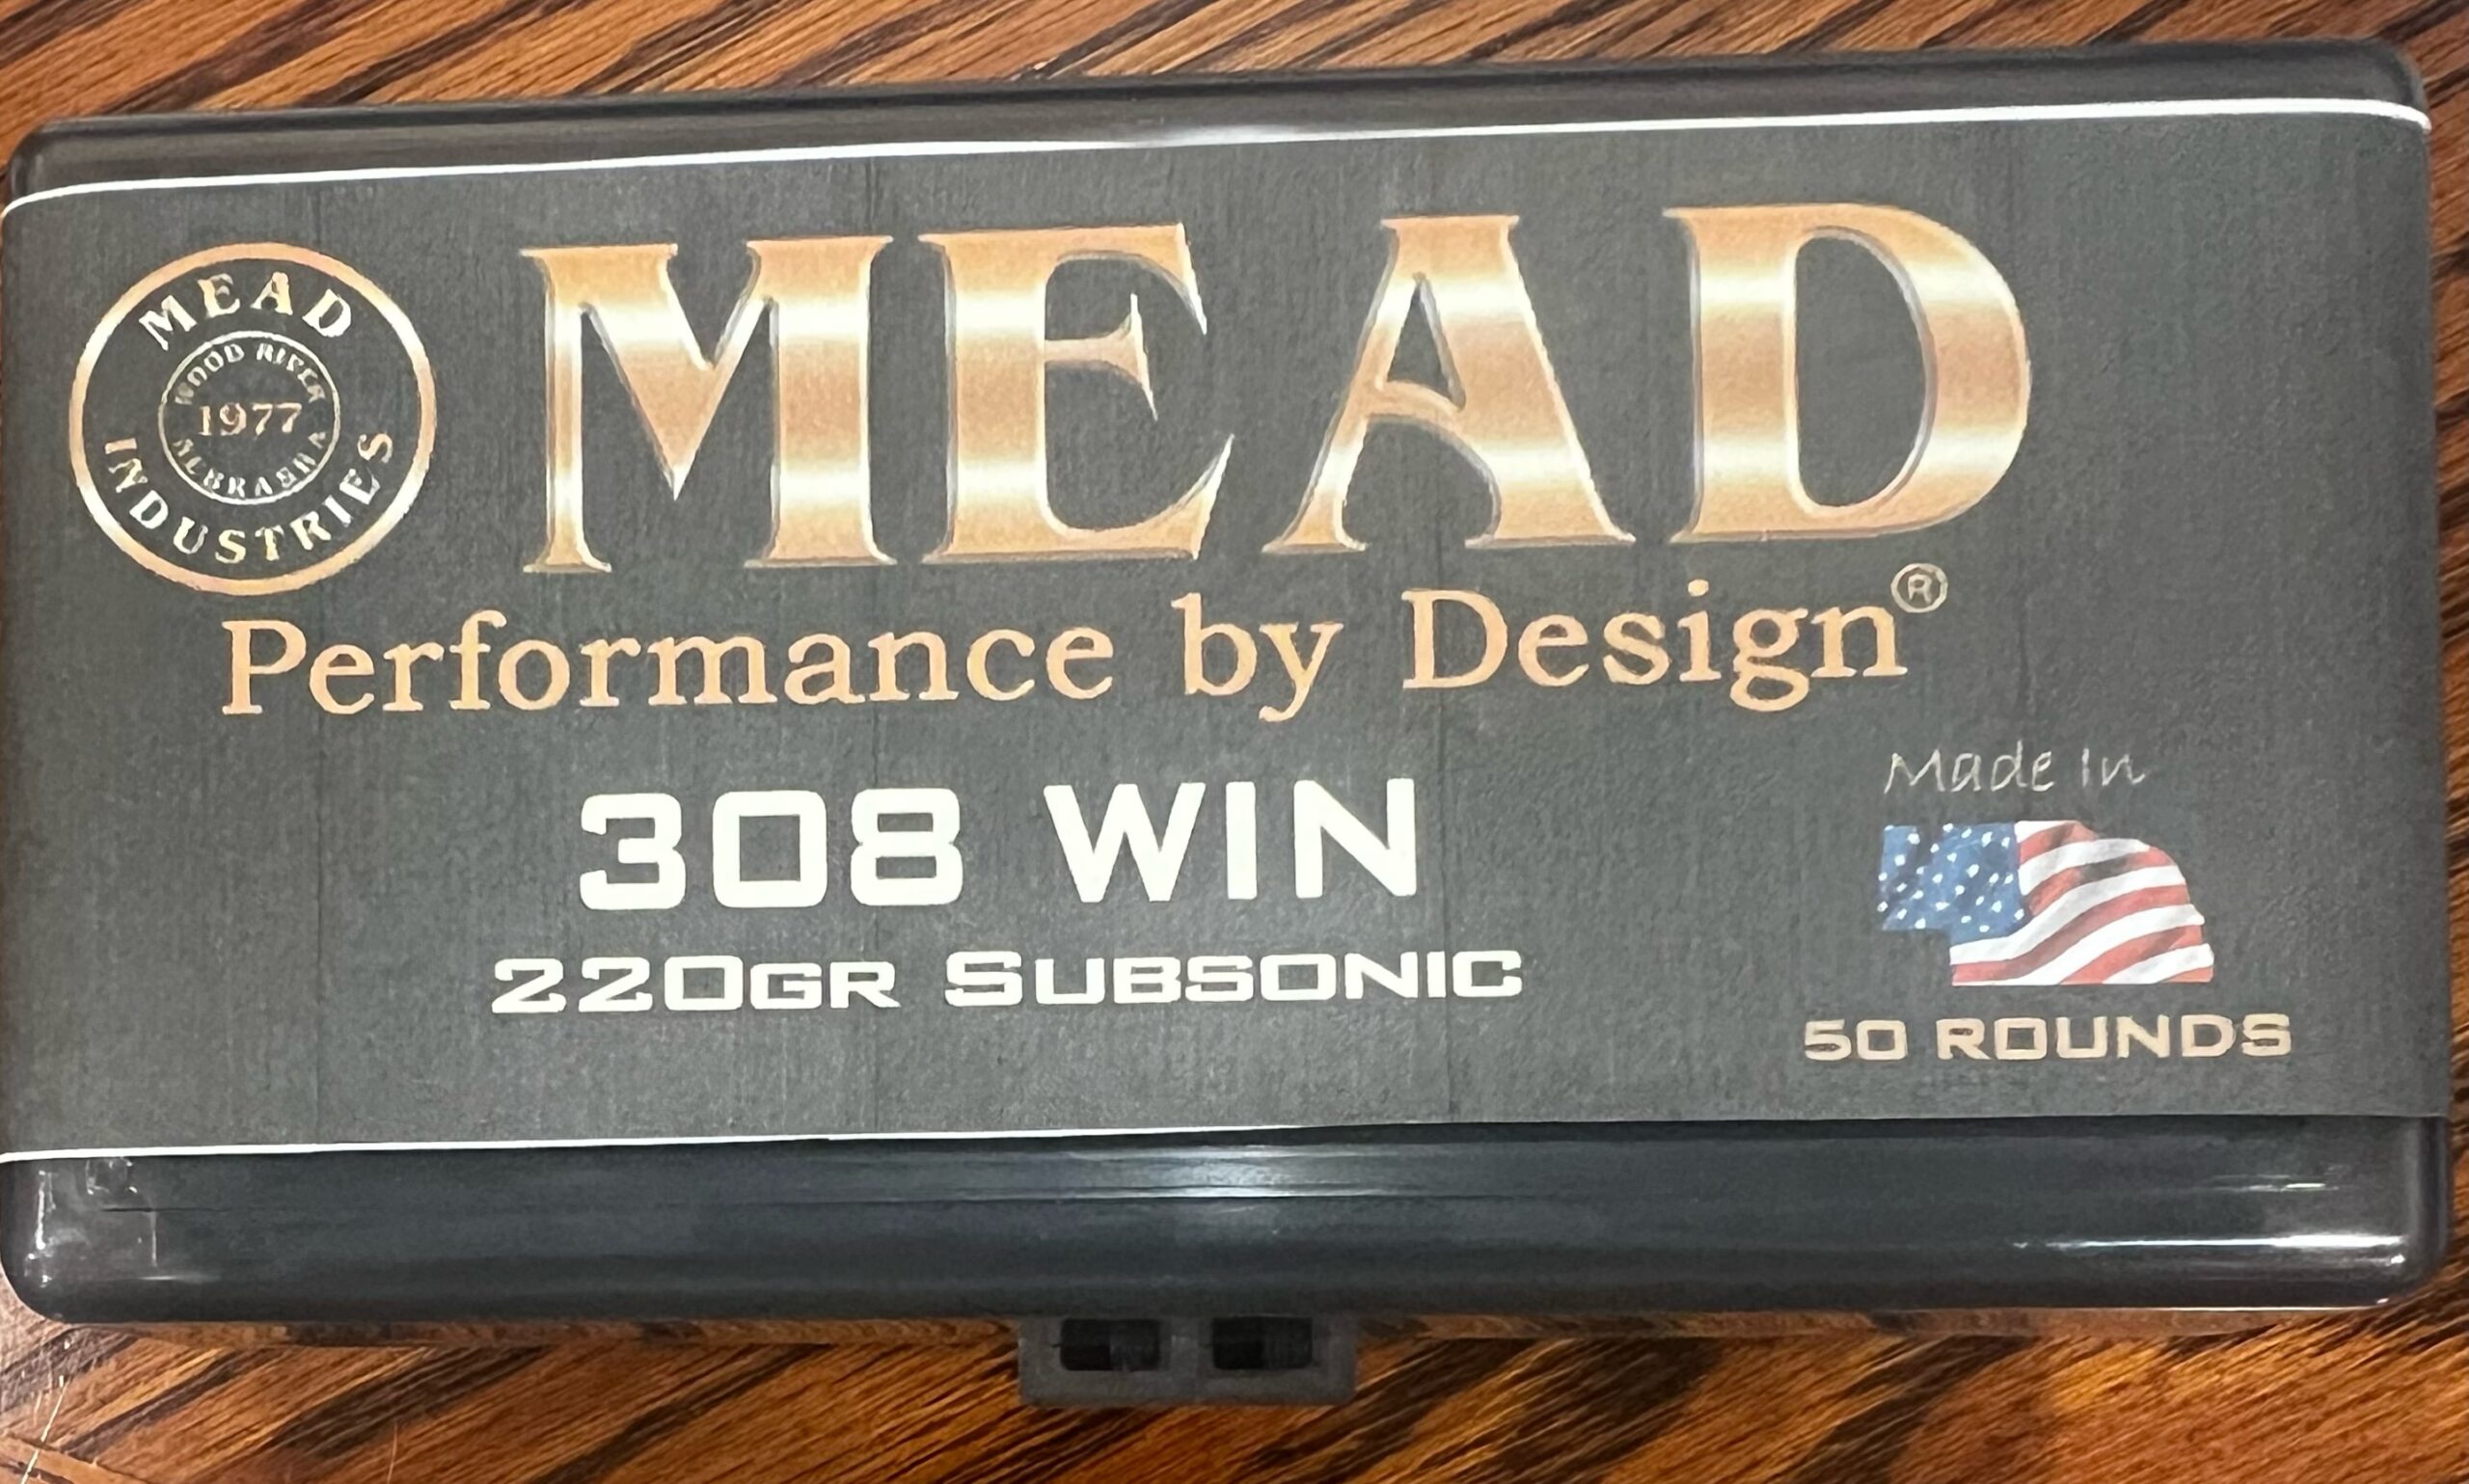 MEAD
INDUSTRIES
WOOD RIVER
1977
NEBRASKA
MEAD
Performance by Design®
308 WIN
220GR SUBSONIC
Made In
50 ROUNDS